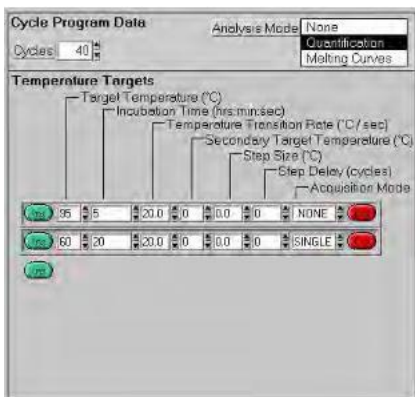 Cycle Program Data
Analysis Mode None
Quantification
Melting Curves
Cycles 40
Temperature Targets
Target Temperature (°C)
Incubation Time (hrs:min:sec)
Temperature Transition Rate (°C / sec)
Secondary Target Temperature (°C)
Step Size (°C)
Step Delay (cycles)
Acquisition Mode
95 5 20.0 0 0.0 0 NONE
60 20 20.0 0 0.0 0 SINGLE